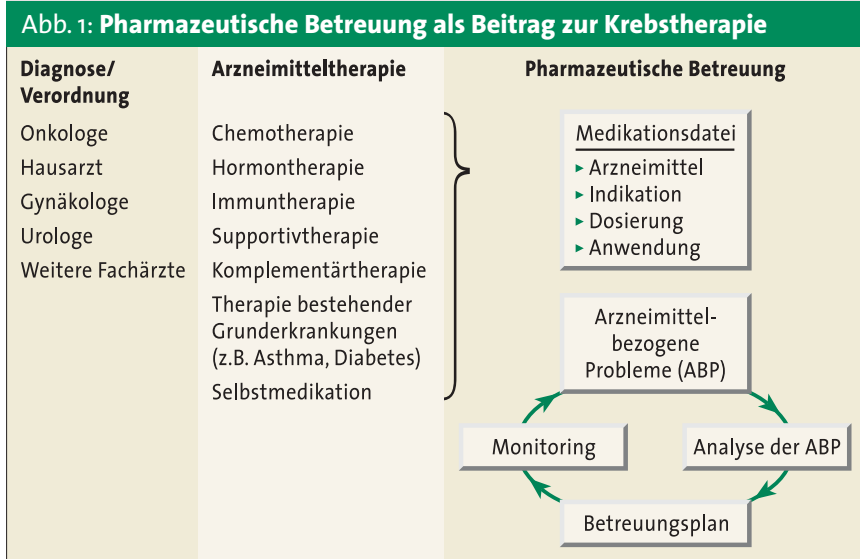 Abb. 1: Pharmazeutische Betreuung als Beitrag zur Krebstherapie
Diagnose/
Verordnung
Onkologe
Hausarzt
Gynäkologe
Urologe
Weitere Fachärzte
Arzneimitteltherapie
Chemotherapie
Hormontherapie
Immuntherapie
Supportivtherapie
Komplementärtherapie
Therapie bestehender
Grunderkrankungen
(z.B. Asthma, Diabetes)
Selbstmedikation
Pharmazeutische Betreuung
Medikationsdatei
▸ Arzneimittel
▸ Indikation
▸ Dosierung
▸ Anwendung
Arzneimittel-
bezogene
Probleme (ABP)
Monitoring
Analyse der ABP
Betreuungsplan